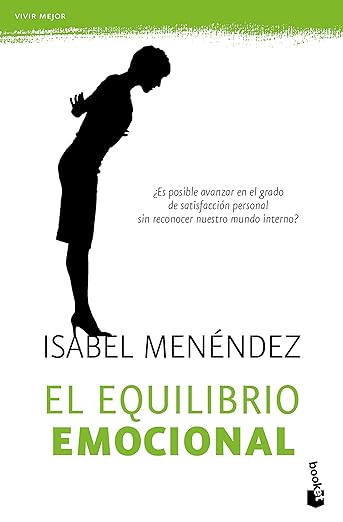 VIVIR MEJOR
¿Es posible avanzar en el grado
de satisfacción personal
sin reconocer nuestro mundo interno?
ISABEL MENÉNDEZ
EL EQUILIBRIO
EMOCIONAL
booket